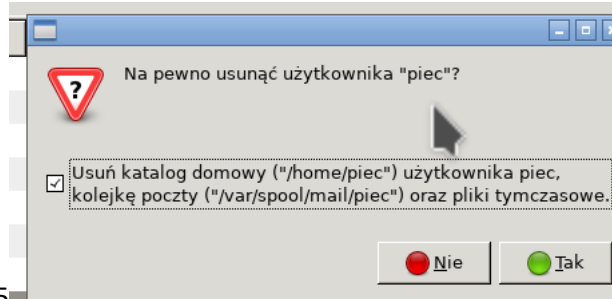 Na pewno usunąć użytkownika "piec"?
?
Usuń katalog domowy ("/home/piec") użytkownika piec,
kolejkę poczty ("/var/spool/mail/piec") oraz pliki tymczasowe.
Nie
Tak
5